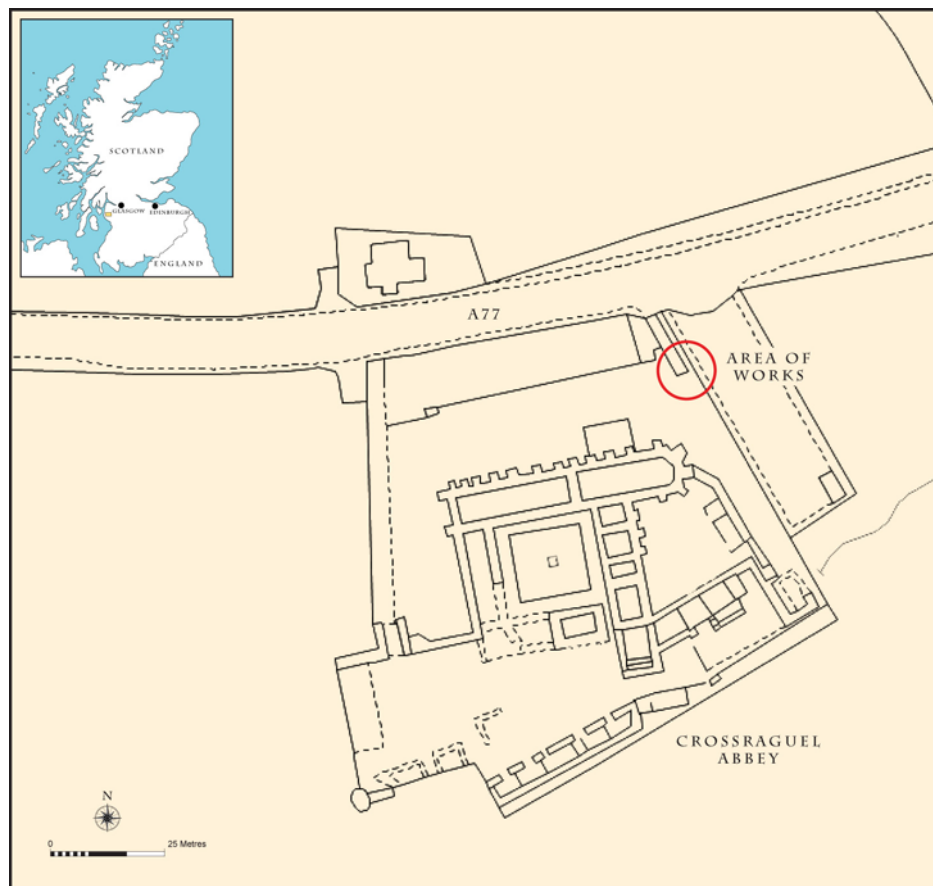 SCOTLAND
GLASGOW
EDINBURGH
ENGLAND
A77
AREA OF
WORKS
CROSSRAGUEL
ABBEY
N
0
25 Metres